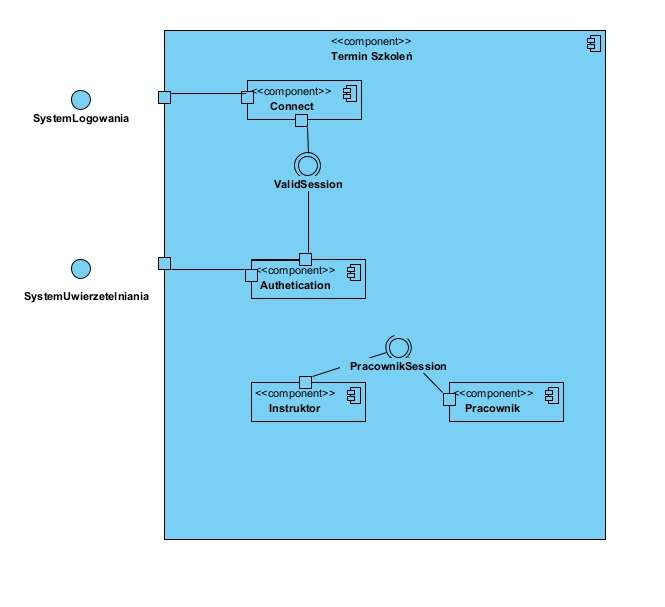 <<component>>
Termin Szkoleń
<<component>>
Connect
SystemLogowania
ValidSession
<<component>>
Authetication
SystemUwierzetelniania
PracownikSession
<<component>>
Instruktor
<<component>>
Pracownik